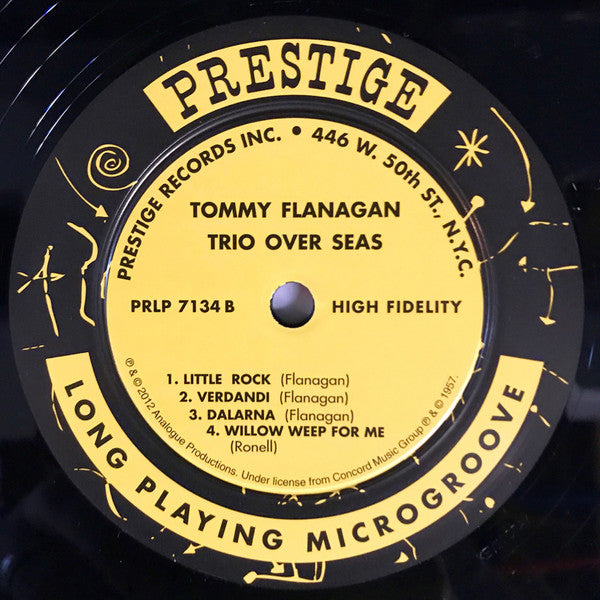 PRESTIGE
PRESTIGE RECORDS INC. • 446 W. 50th ST., N.Y.C.
TOMMY FLANAGAN
TRIO OVER SEAS
PRLP 7134 B
HIGH FIDELITY
1. LITTLE ROCK (Flanagan)
2. VERDANDI (Flanagan)
3. DALARNA (Flanagan)
4. WILLOW WEEP FOR ME
(Ronell)
℗ & © 2012 Analogue Productions. Under license from Concord Music Group ℗ & © 1957.
LONG PLAYING MICROGROOVE